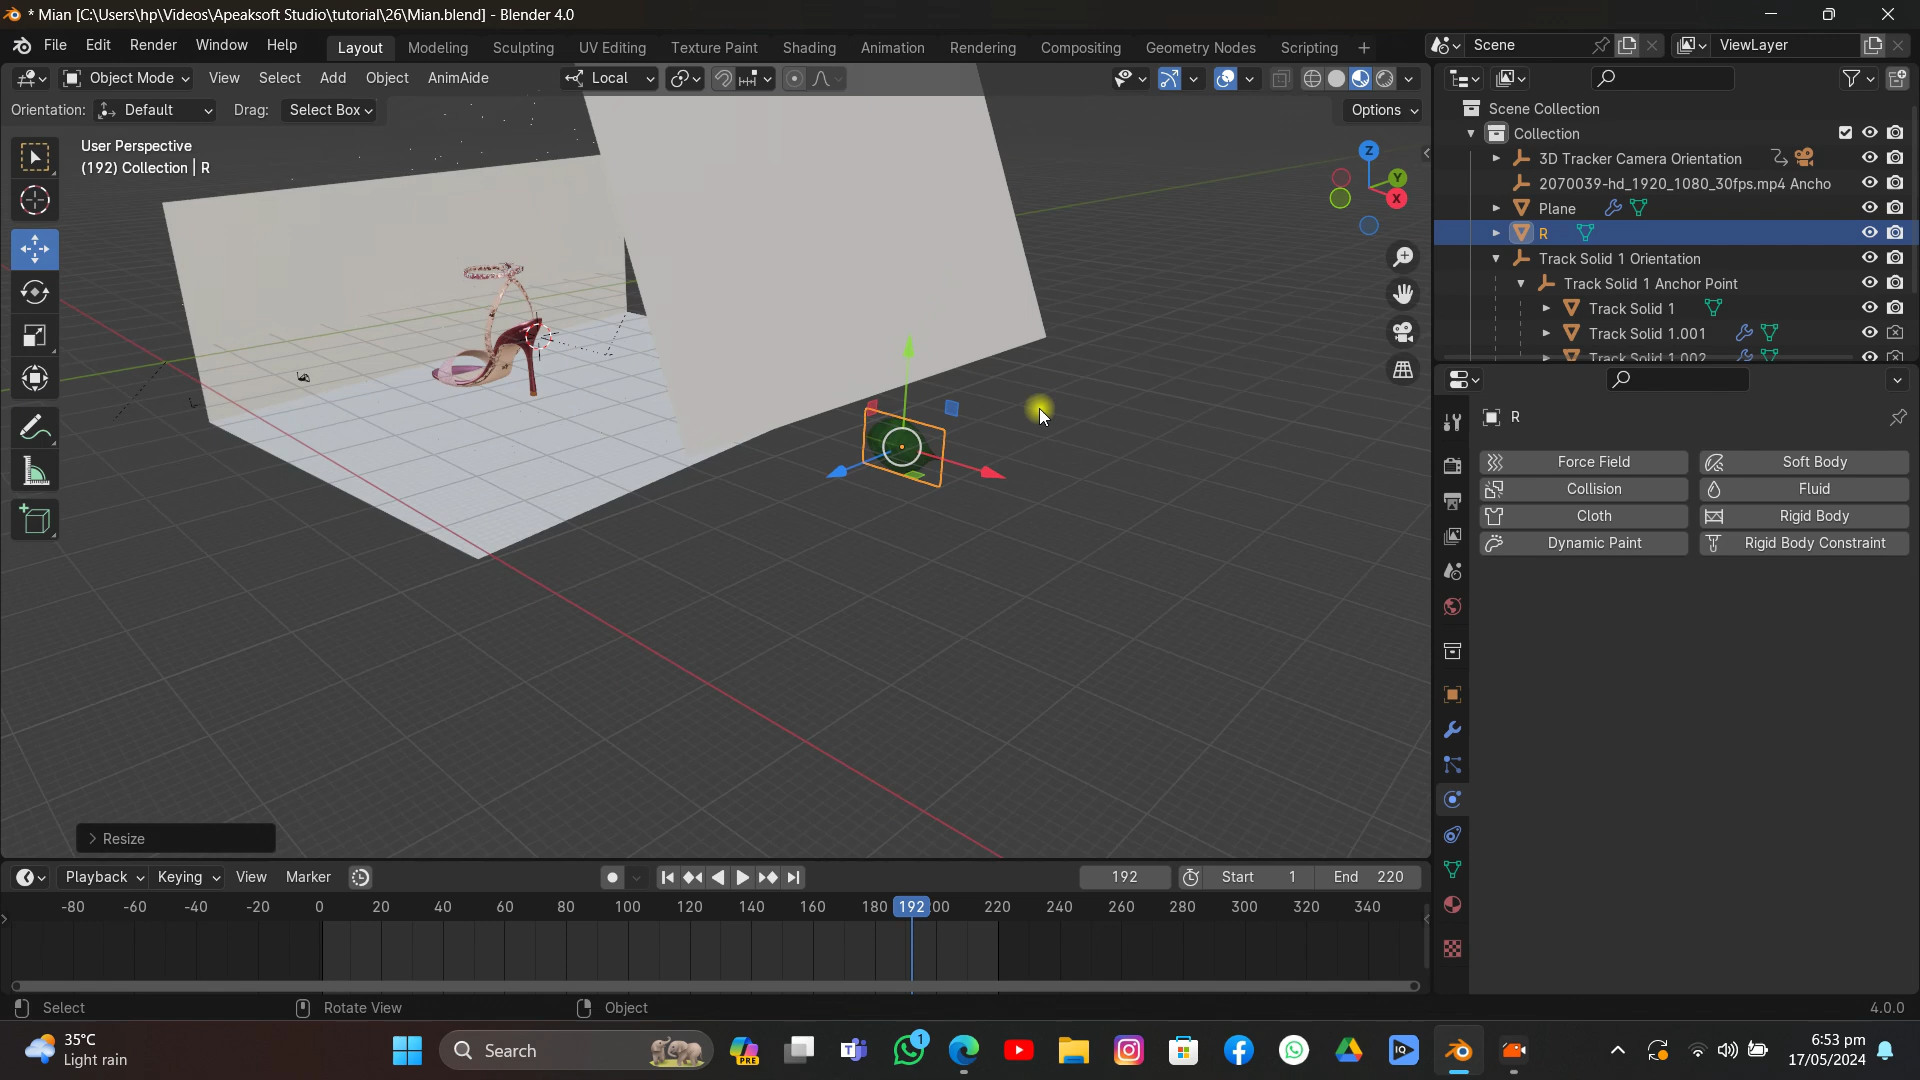 * Mian [C:\Users\hp\Videos\Apeaksoft Studio\tutorial\26\Mian.blend] - Blender 4.0
File Edit Render Window Help Layout Modeling Sculpting UV Editing Texture Paint Shading Animation Rendering Compositing Geometry Nodes Scripting + Scene ViewLayer
Object Mode View Select Add Object AnimAide Local
Orientation: Default Drag: Select Box Options
User Perspective
(192) Collection | R
Z
Y
X
Scene Collection
Collection
3D Tracker Camera Orientation
2070039-hd_1920_1080_30fps.mp4 Ancho
Plane
R
Track Solid 1 Orientation
Track Solid 1 Anchor Point
Track Solid 1
Track Solid 1.001
Track Solid 1.002
R
Force Field Soft Body
Collision Fluid
Cloth Rigid Body
Dynamic Paint Rigid Body Constraint
Resize
Playback Keying View Marker 192 Start 1 End 220
-80 -60 -40 -20 0 20 40 60 80 100 120 140 160 180 192 00 220 240 260 280 300 320 340
Select Rotate View Object 4.0.0
35°C
Light rain
Search
PRE
1
IQ
6:53 pm
17/05/2024